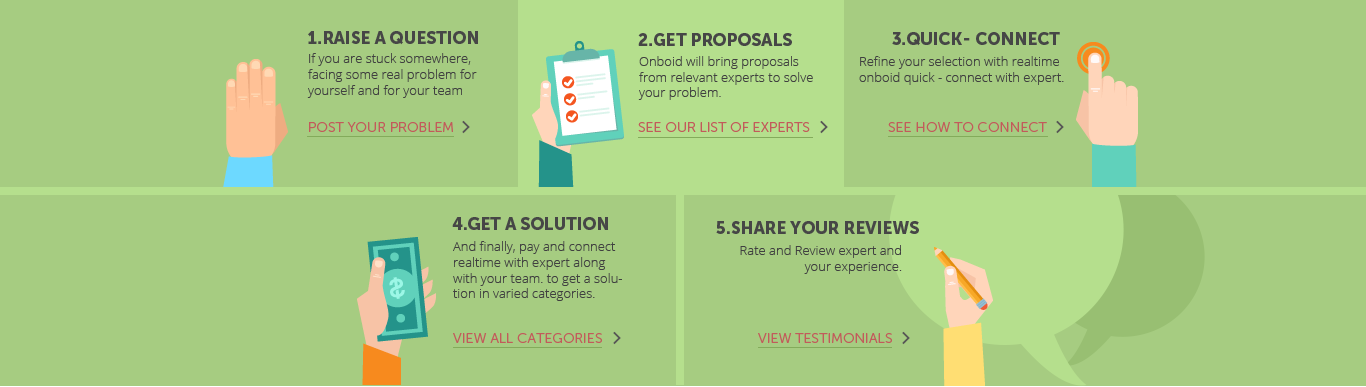 1.RAISE A QUESTION
If you are stuck somewhere,
facing some real problem for
yourself and for your team
POST YOUR PROBLEM
2.GET PROPOSALS
Onboid will bring proposals
from relevant experts to solve
your problem.
SEE OUR LIST OF EXPERTS
3.QUICK- CONNECT
Refine your selection with realtime
onboid quick - connect with expert.
SEE HOW TO CONNECT
4.GET A SOLUTION
And finally, pay and connect
realtime with expert along
with your team. to get a solu-
tion in varied categories.
VIEW ALL CATEGORIES
5.SHARE YOUR REVIEWS
Rate and Review expert and
your experience.
VIEW TESTIMONIALS